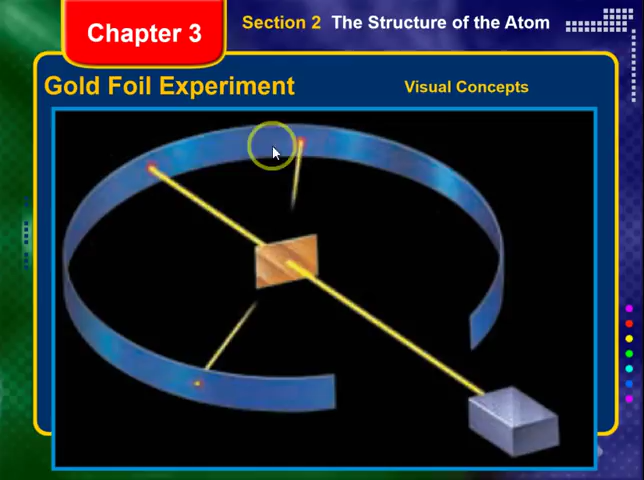 Chapter 3
Section 2 The Structure of the Atom
Gold Foil Experiment
Visual Concepts